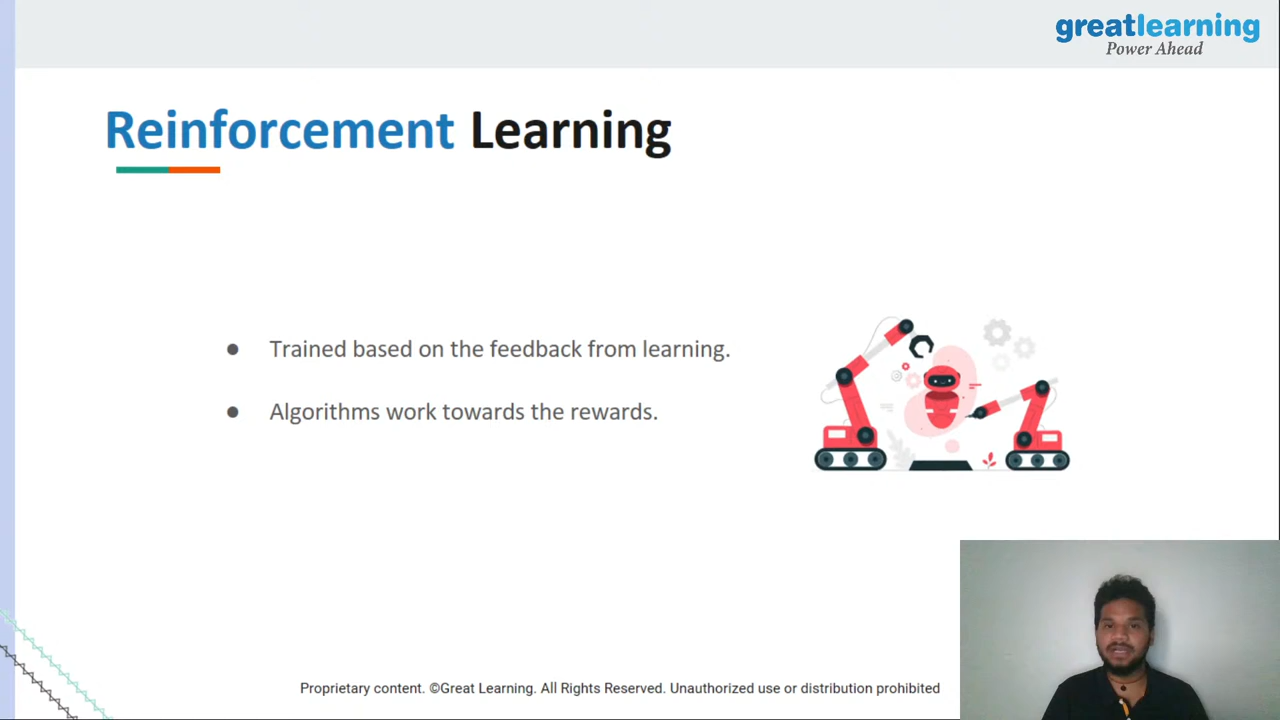 greatlearning
Power Ahead
Reinforcement Learning
● Trained based on the feedback from learning.
● Algorithms work towards the rewards.
Proprietary content. ©Great Learning. All Rights Reserved. Unauthorized use or distribution prohibited